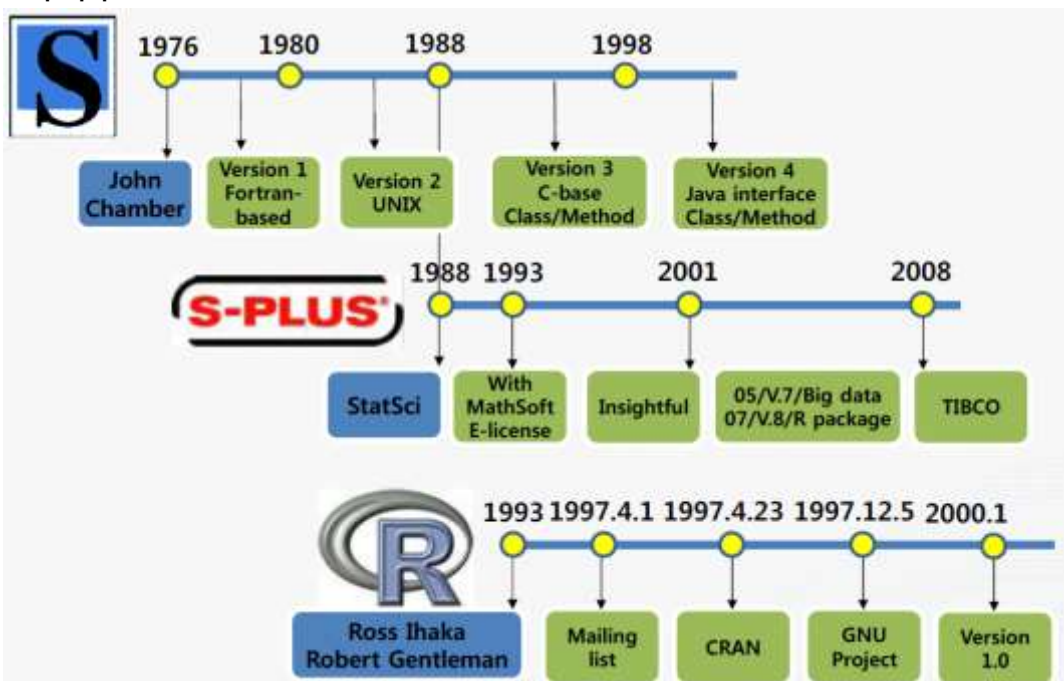 S
1976 1980 1988 1998
John
Chamber
Version 1
Fortran-
based
Version 2
UNIX
Version 3
C-base
Class/Method
Version 4
Java interface
Class/Method
S-PLUS®
1988 1993 2001 2008
StatSci
With
MathSoft
E-license
Insightful
05/V.7/Big data
07/V.8/R package
TIBCO
R
1993 1997.4.1 1997.4.23 1997.12.5 2000.1
Ross Ihaka
Robert Gentleman
Mailing
list
CRAN
GNU
Project
Version
1.0